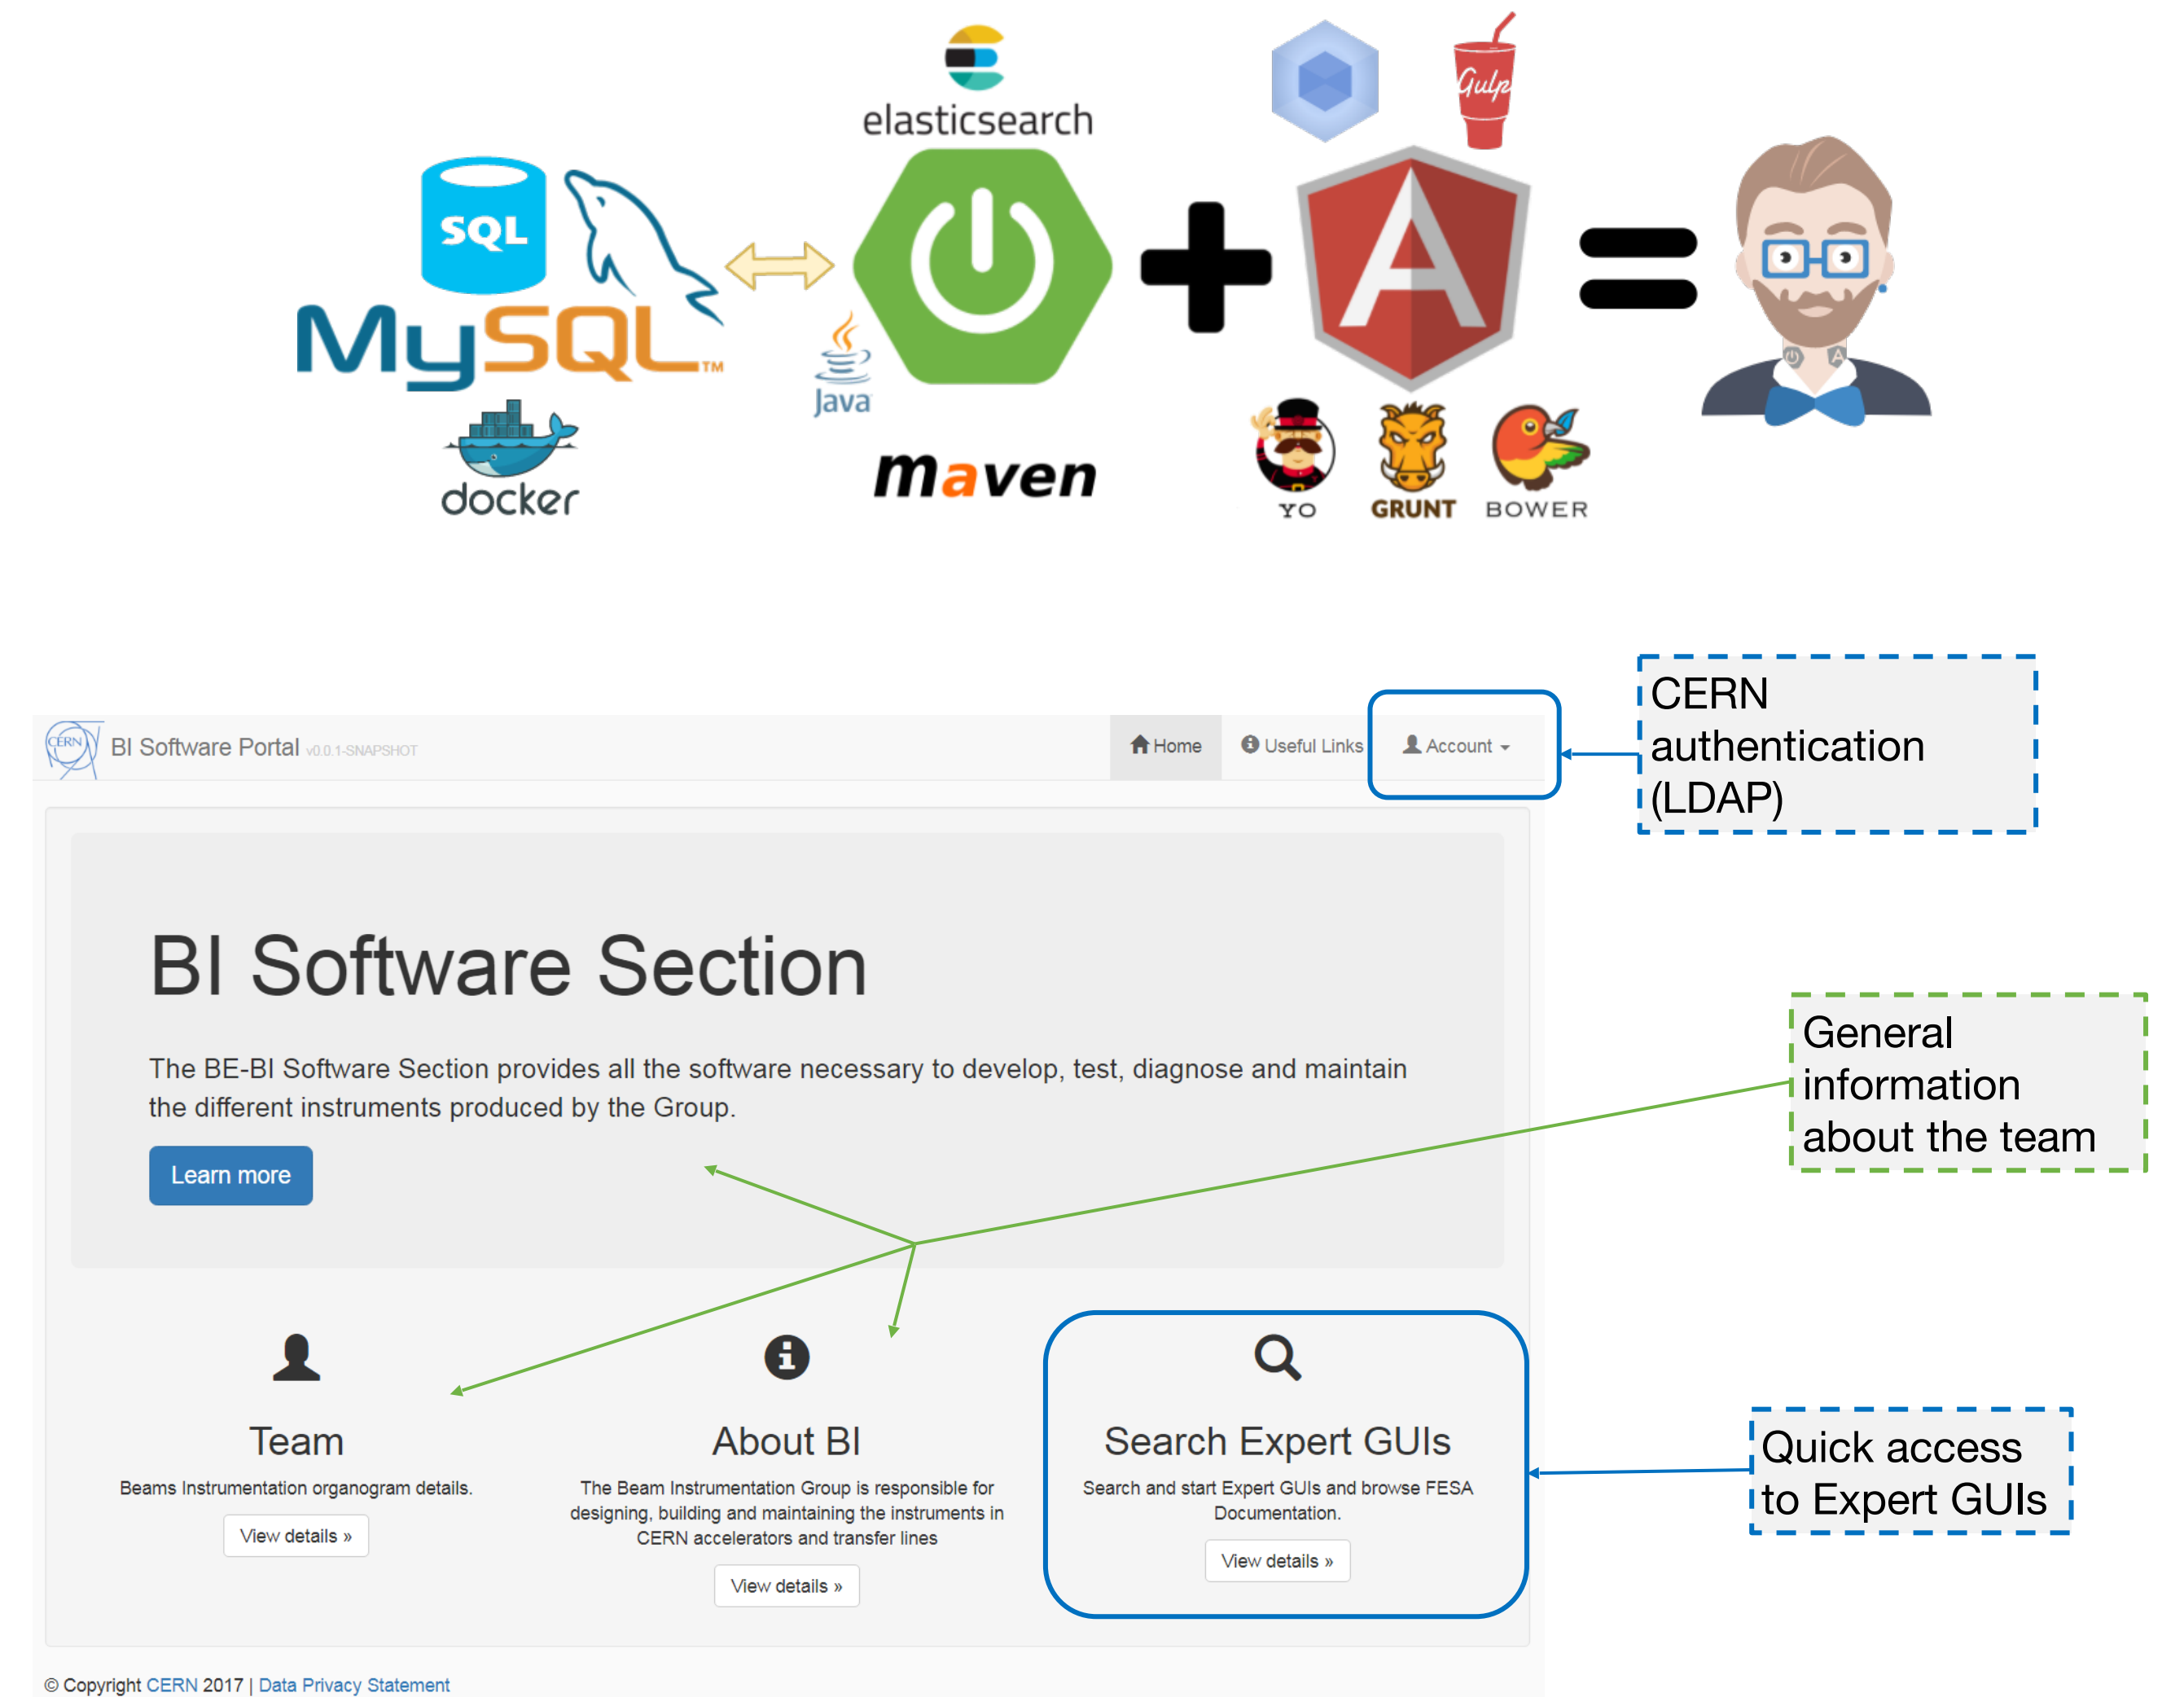 elasticsearch
Gulp
SQL
MySQL™
Java
docker
maven
YO
GRUNT
BOWER
CERN
authentication
(LDAP)
CERN
BI Software Portal v0.0.1-SNAPSHOT
Home
Useful Links
Account
BI Software Section
The BE-BI Software Section provides all the software necessary to develop, test, diagnose and maintain
the different instruments produced by the Group.
Learn more
General
information
about the team
Team
Beams Instrumentation organogram details.
View details »
About BI
The Beam Instrumentation Group is responsible for
designing, building and maintaining the instruments in
CERN accelerators and transfer lines
View details »
Search Expert GUIs
Search and start Expert GUIs and browse FESA
Documentation.
View details »
Quick access
to Expert GUIs
© Copyright CERN 2017 | Data Privacy Statement